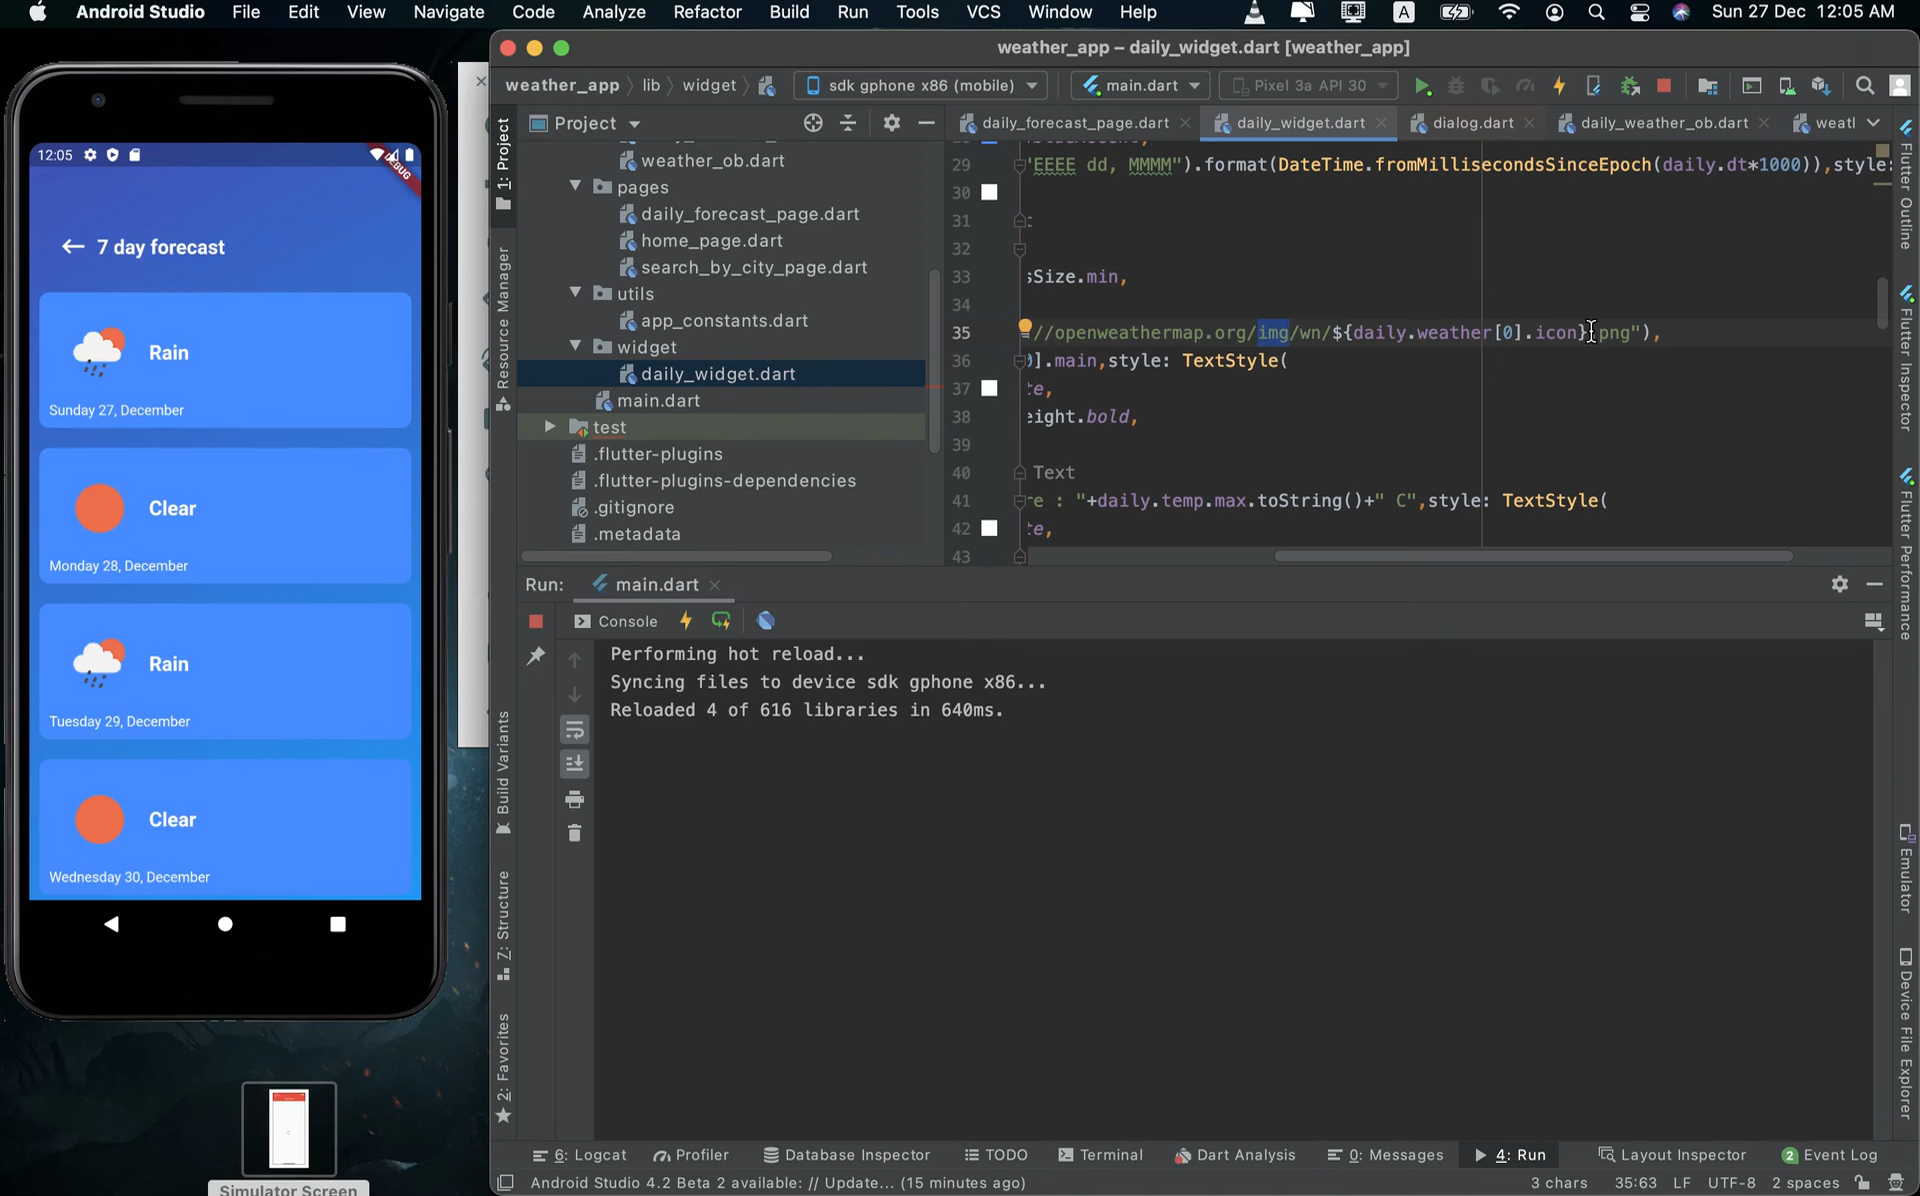 Android Studio File Edit View Navigate Code Analyze Refactor Build Run Tools VCS Window Help A Sun 27 Dec 12:05 AM
weather_app – daily_widget.dart [weather_app]
weather_app lib widget sdk gphone x86 (mobile) main.dart Pixel 3a API 30
Project
daily_forecast_page.dart daily_widget.dart dialog.dart daily_weather_ob.dart weatl
1: Project
Resource Manager
Build Variants
7: Structure
2: Favorites
weather_ob.dart
pages
daily_forecast_page.dart
home_page.dart
search_by_city_page.dart
utils
app_constants.dart
widget
daily_widget.dart
main.dart
test
.flutter-plugins
.flutter-plugins-dependencies
.gitignore
.metadata
29 "EEEE dd, MMMM").format(DateTime.fromMillisecondsSinceEpoch(daily.dt*1000)),style:
30
31
32
33 sSize.min,
34
35 //openweathermap.org/img/wn/${daily.weather[0].icon}.png"),
36 0].main,style: TextStyle(
37 te,
38 eight.bold,
39
40 Text
41 re : "+daily.temp.max.toString()+" C",style: TextStyle(
42 te,
43
Flutter Outline
Flutter Inspector
Flutter Performance
Emulator
Device File Explorer
12:05
DEBUG
7 day forecast
Rain
Sunday 27, December
Clear
Monday 28, December
Rain
Tuesday 29, December
Clear
Wednesday 30, December
Simulator Screen
Run: main.dart
Console
Performing hot reload...
Syncing files to device sdk gphone x86...
Reloaded 4 of 616 libraries in 640ms.
6: Logcat Profiler Database Inspector TODO Terminal Dart Analysis 0: Messages 4: Run Layout Inspector 2 Event Log
Android Studio 4.2 Beta 2 available: // Update... (15 minutes ago) 3 chars 35:63 LF UTF-8 2 spaces